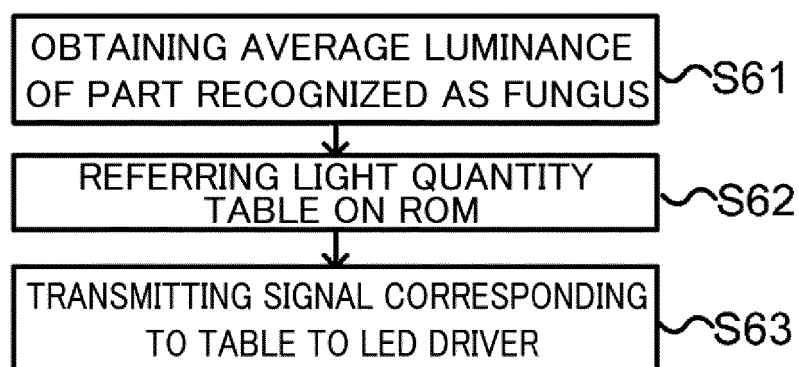 OBTAINING AVERAGE LUMINANCE
OF PART RECOGNIZED AS FUNGUS
S61
REFERRING LIGHT QUANTITY
TABLE ON ROM
S62
TRANSMITTING SIGNAL CORRESPONDING
TO TABLE TO LED DRIVER
S63